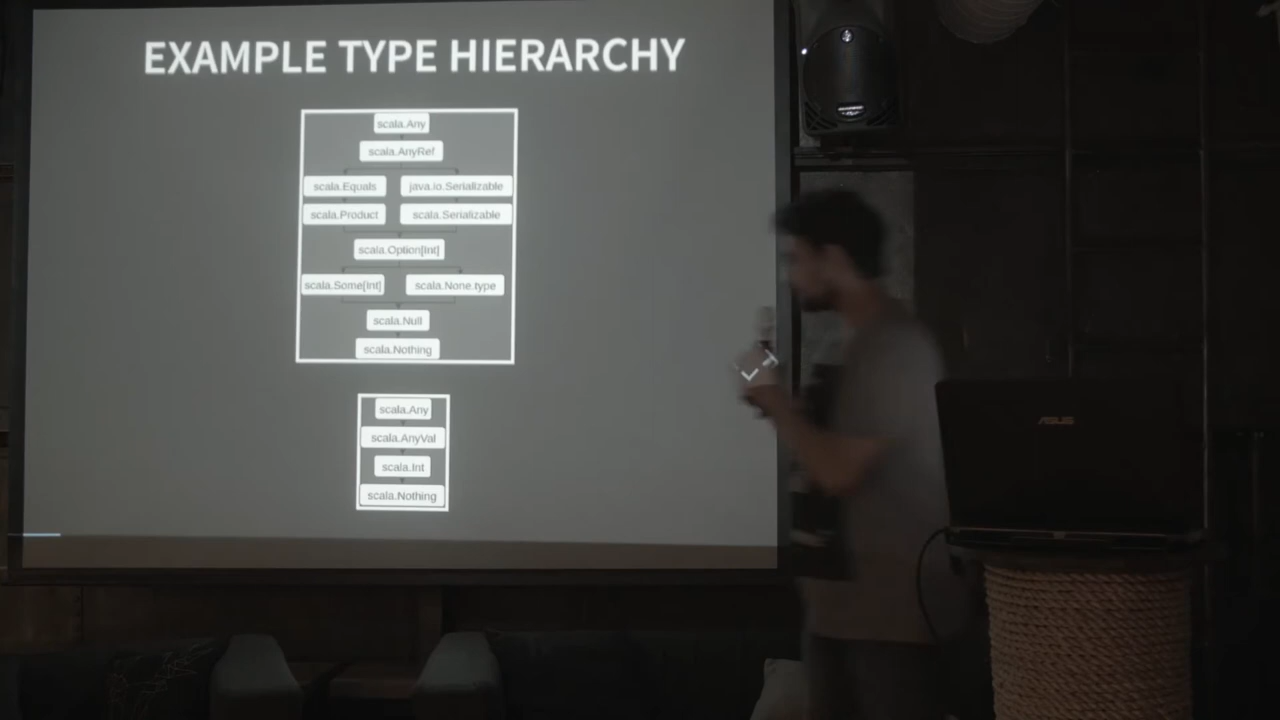 EXAMPLE TYPE HIERARCHY
scala.Any
scala.AnyRef
scala.Equals java.io.Serializable
scala.Product scala.Serializable
scala.Option[Int]
scala.Some[Int] scala.None.type
scala.Null
scala.Nothing
scala.Any
scala.AnyVal
scala.Int
scala.Nothing
ASUS